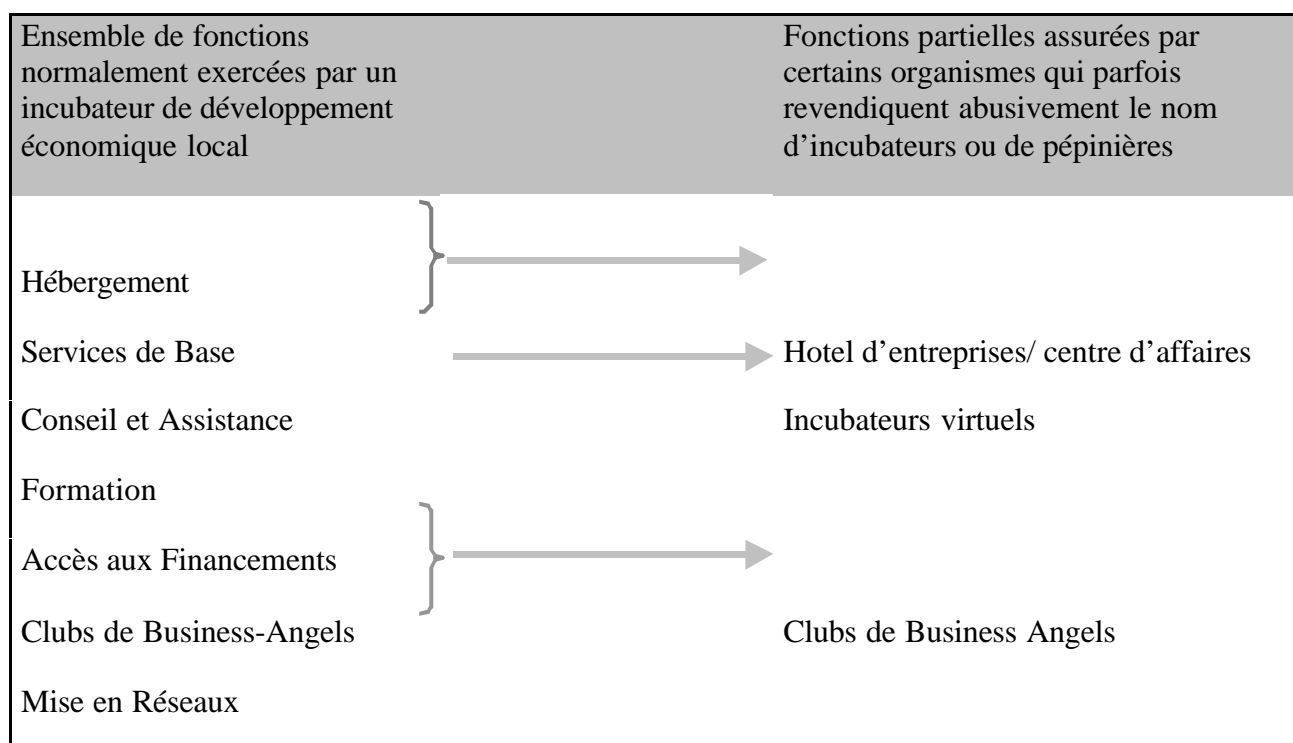 Ensemble de fonctions
normalement exercées par un
incubateur de développement
économique local
Fonctions partielles assurées par
certains organismes qui parfois
revendiquent abusivement le nom
d’incubateurs ou de pépinières
Hébergement
Services de Base
Hotel d’entreprises/ centre d’affaires
Conseil et Assistance
Incubateurs virtuels
Formation
Accès aux Financements
Clubs de Business-Angels
Clubs de Business Angels
Mise en Réseaux